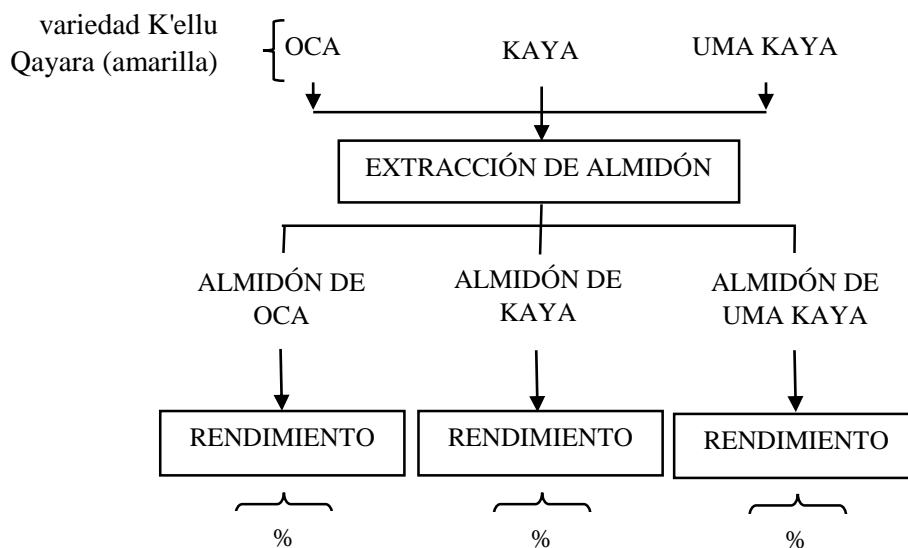 variedad K'ellu
Qayara (amarilla)
OCA
KAYA
UMA KAYA
EXTRACCIÓN DE ALMIDÓN
ALMIDÓN DE
OCA
ALMIDÓN DE
KAYA
ALMIDÓN DE
UMA KAYA
RENDIMIENTO
RENDIMIENTO
RENDIMIENTO
%
%
%